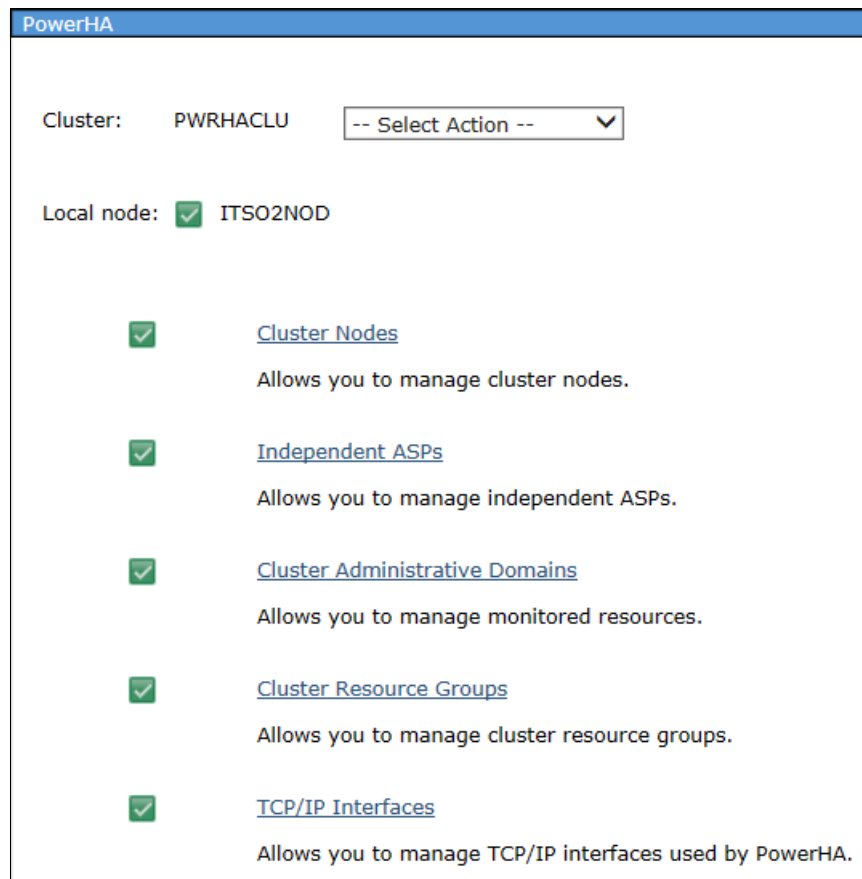 PowerHA
Cluster: PWRHACLU -- Select Action --
Local node: ITSO2NOD
Cluster Nodes
Allows you to manage cluster nodes.
Independent ASPs
Allows you to manage independent ASPs.
Cluster Administrative Domains
Allows you to manage monitored resources.
Cluster Resource Groups
Allows you to manage cluster resource groups.
TCP/IP Interfaces
Allows you to manage TCP/IP interfaces used by PowerHA.